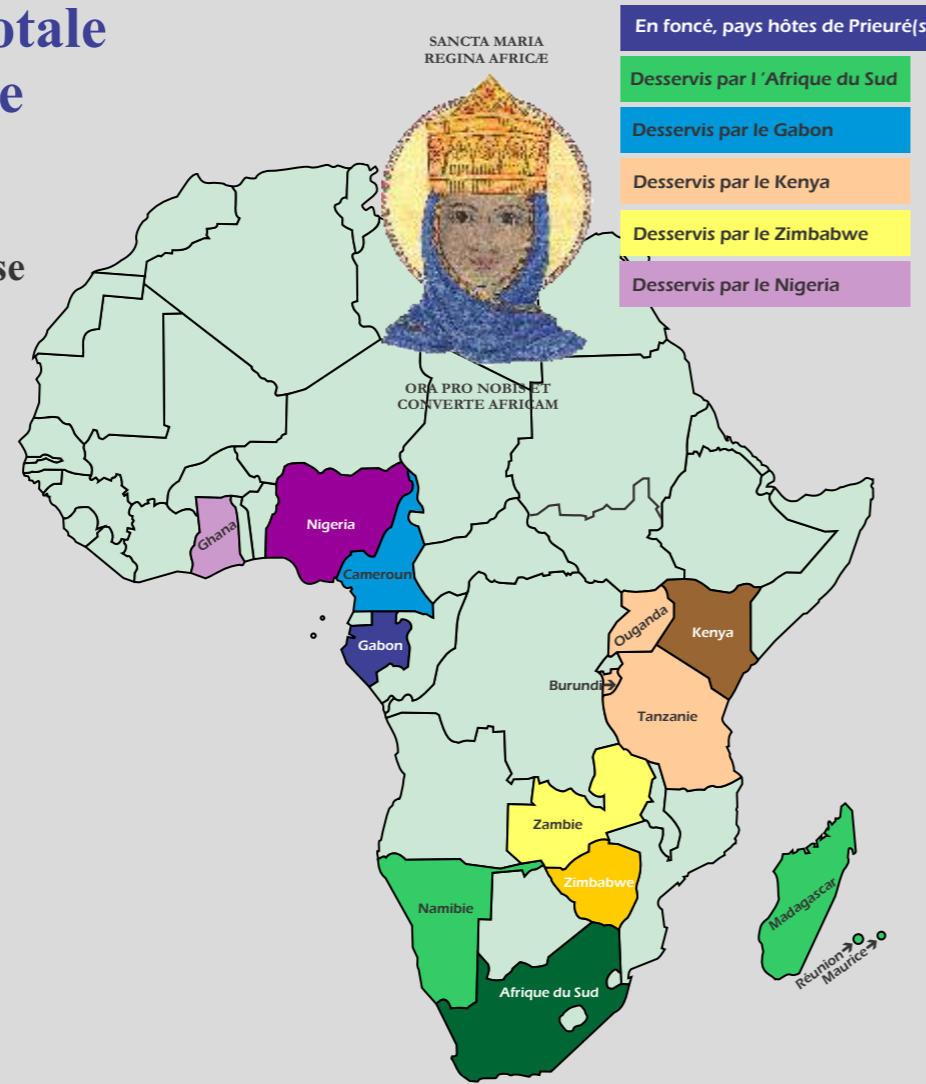 otale
e
se
SANCTA MARIA
REGINA AFRICÆ
ORA PRO NOBIS ET
CONVERTE AFRICAM
En foncé, pays hôtes de Prieuré(s
Desservis par l 'Afrique du Sud
Desservis par le Gabon
Desservis par le Kenya
Desservis par le Zimbabwe
Desservis par le Nigeria
Ghana
Nigeria
Cameroun
Gabon
Ouganda
Kenya
Burundi
Tanzanie
Zambie
Zimbabwe
Namibie
Madagascar
Réunion
Maurice
Afrique du Sud